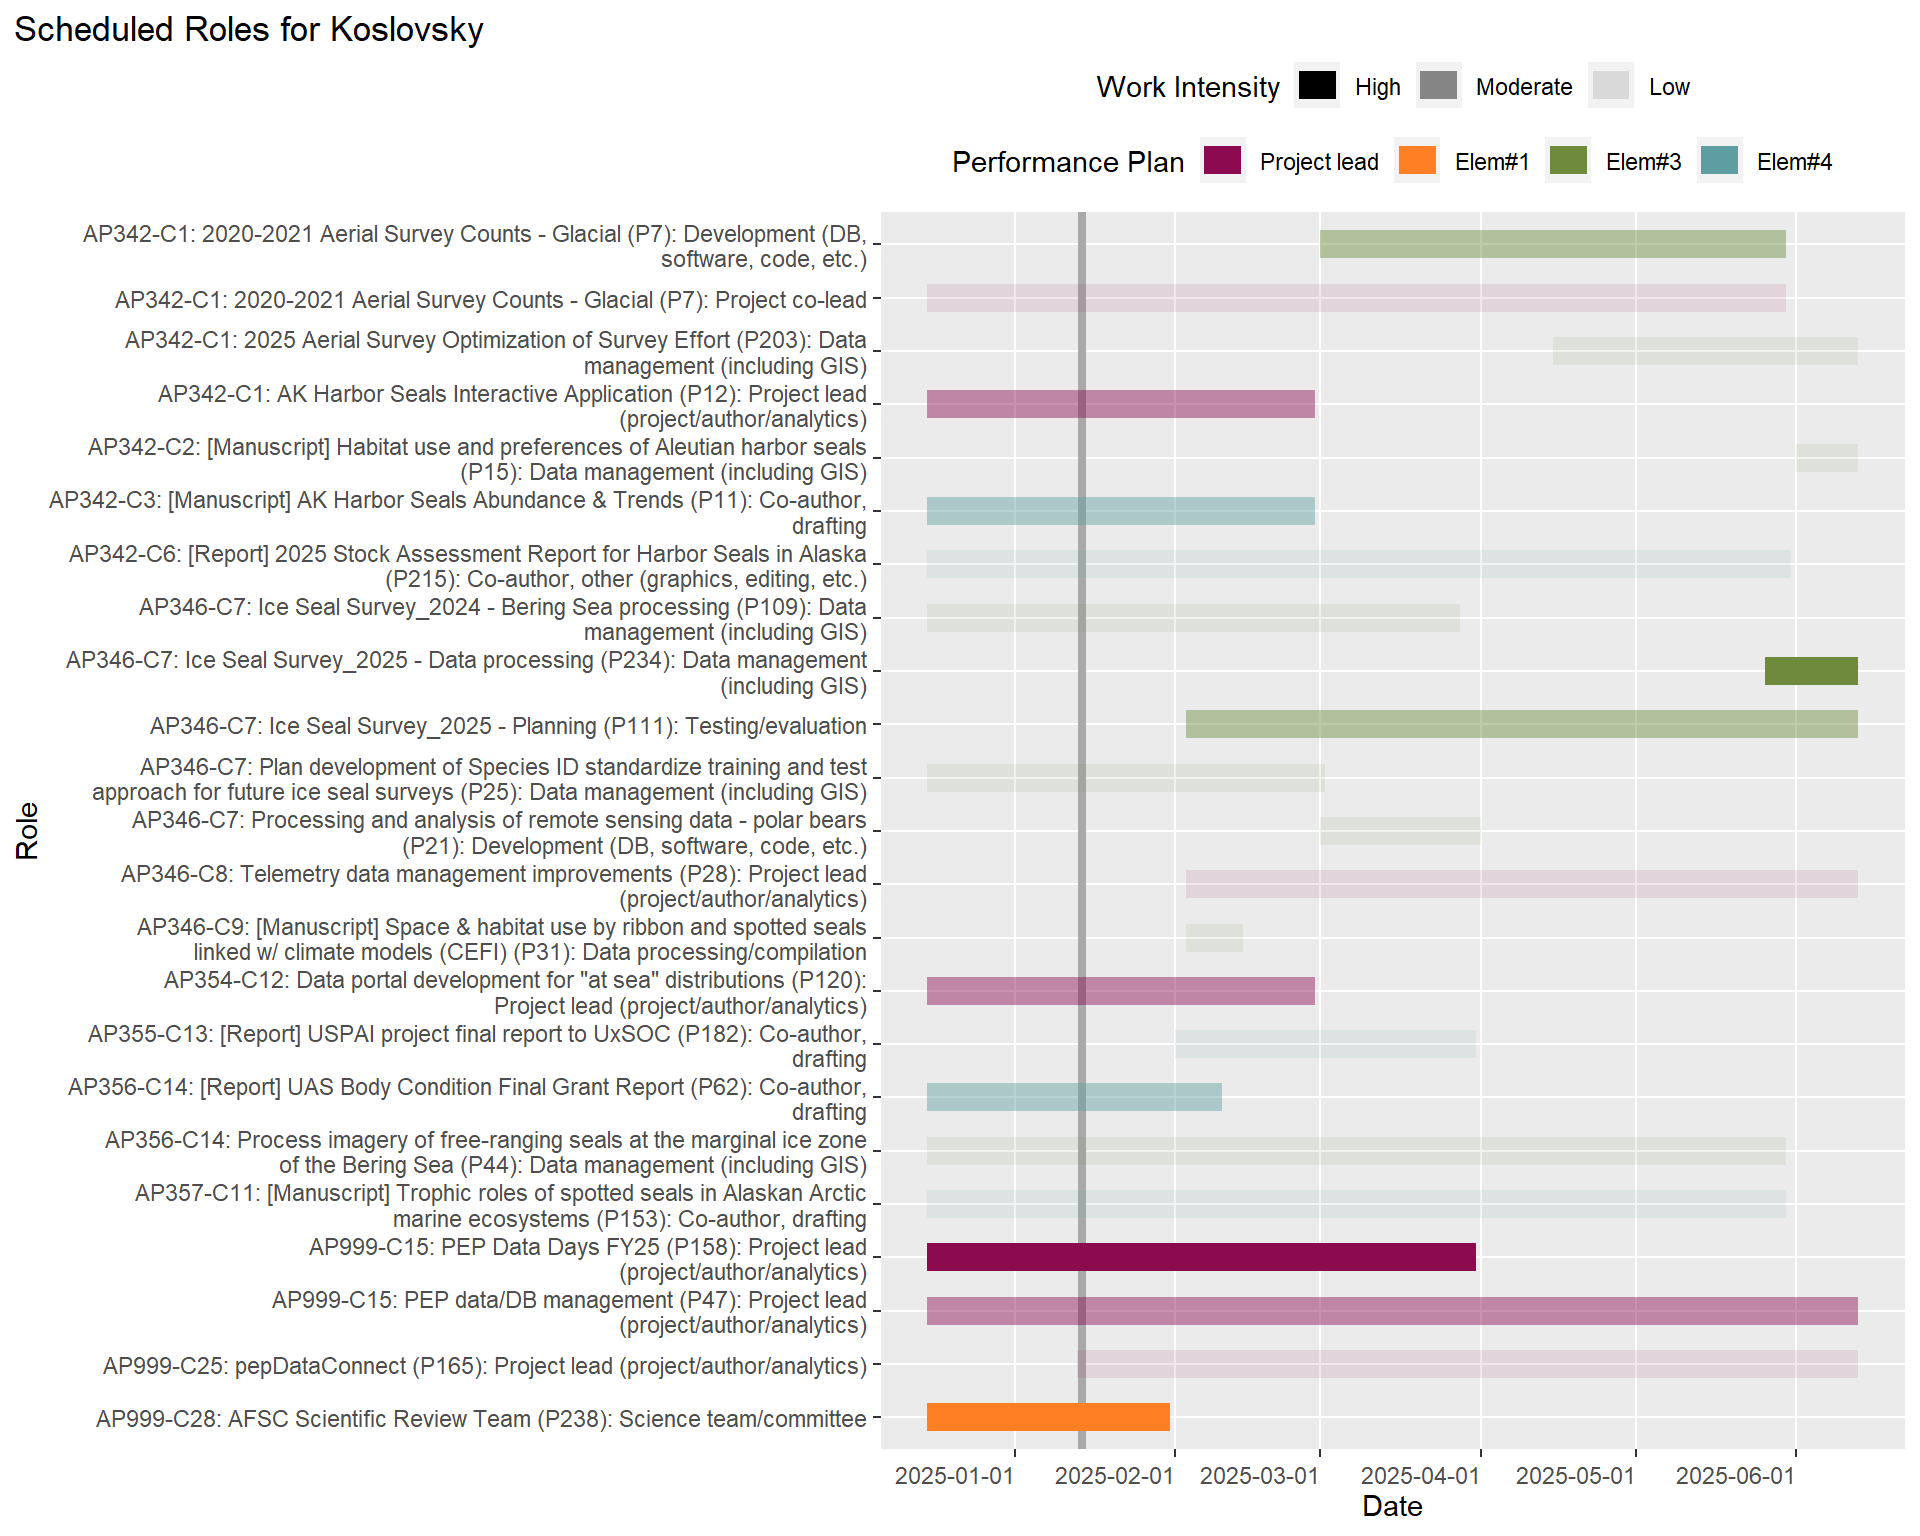 Scheduled Roles for Koslovsky
Work Intensity High Moderate Low
Performance Plan Project lead Elem#1 Elem#3 Elem#4
AP342-C1: 2020-2021 Aerial Survey Counts - Glacial (P7): Development (DB,
software, code, etc.)
AP342-C1: 2020-2021 Aerial Survey Counts - Glacial (P7): Project co-lead
AP342-C1: 2025 Aerial Survey Optimization of Survey Effort (P203): Data
management (including GIS)
AP342-C1: AK Harbor Seals Interactive Application (P12): Project lead
(project/author/analytics)
AP342-C2: [Manuscript] Habitat use and preferences of Aleutian harbor seals
(P15): Data management (including GIS)
AP342-C3: [Manuscript] AK Harbor Seals Abundance & Trends (P11): Co-author,
drafting
AP342-C6: [Report] 2025 Stock Assessment Report for Harbor Seals in Alaska
(P215): Co-author, other (graphics, editing, etc.)
AP346-C7: Ice Seal Survey_2024 - Bering Sea processing (P109): Data
management (including GIS)
AP346-C7: Ice Seal Survey_2025 - Data processing (P234): Data management
(including GIS)
AP346-C7: Ice Seal Survey_2025 - Planning (P111): Testing/evaluation
AP346-C7: Plan development of Species ID standardize training and test
approach for future ice seal surveys (P25): Data management (including GIS)
AP346-C7: Processing and analysis of remote sensing data - polar bears
(P21): Development (DB, software, code, etc.)
AP346-C8: Telemetry data management improvements (P28): Project lead
(project/author/analytics)
AP346-C9: [Manuscript] Space & habitat use by ribbon and spotted seals
linked w/ climate models (CEFI) (P31): Data processing/compilation
AP354-C12: Data portal development for "at sea" distributions (P120):
Project lead (project/author/analytics)
AP355-C13: [Report] USPAI project final report to UxSOC (P182): Co-author,
drafting
AP356-C14: [Report] UAS Body Condition Final Grant Report (P62): Co-author,
drafting
AP356-C14: Process imagery of free-ranging seals at the marginal ice zone
of the Bering Sea (P44): Data management (including GIS)
AP357-C11: [Manuscript] Trophic roles of spotted seals in Alaskan Arctic
marine ecosystems (P153): Co-author, drafting
AP999-C15: PEP Data Days FY25 (P158): Project lead
(project/author/analytics)
AP999-C15: PEP data/DB management (P47): Project lead
(project/author/analytics)
AP999-C25: pepDataConnect (P165): Project lead (project/author/analytics)
AP999-C28: AFSC Scientific Review Team (P238): Science team/committee
Role
2025-01-01 2025-02-01 2025-03-01 2025-04-01 2025-05-01 2025-06-01
Date